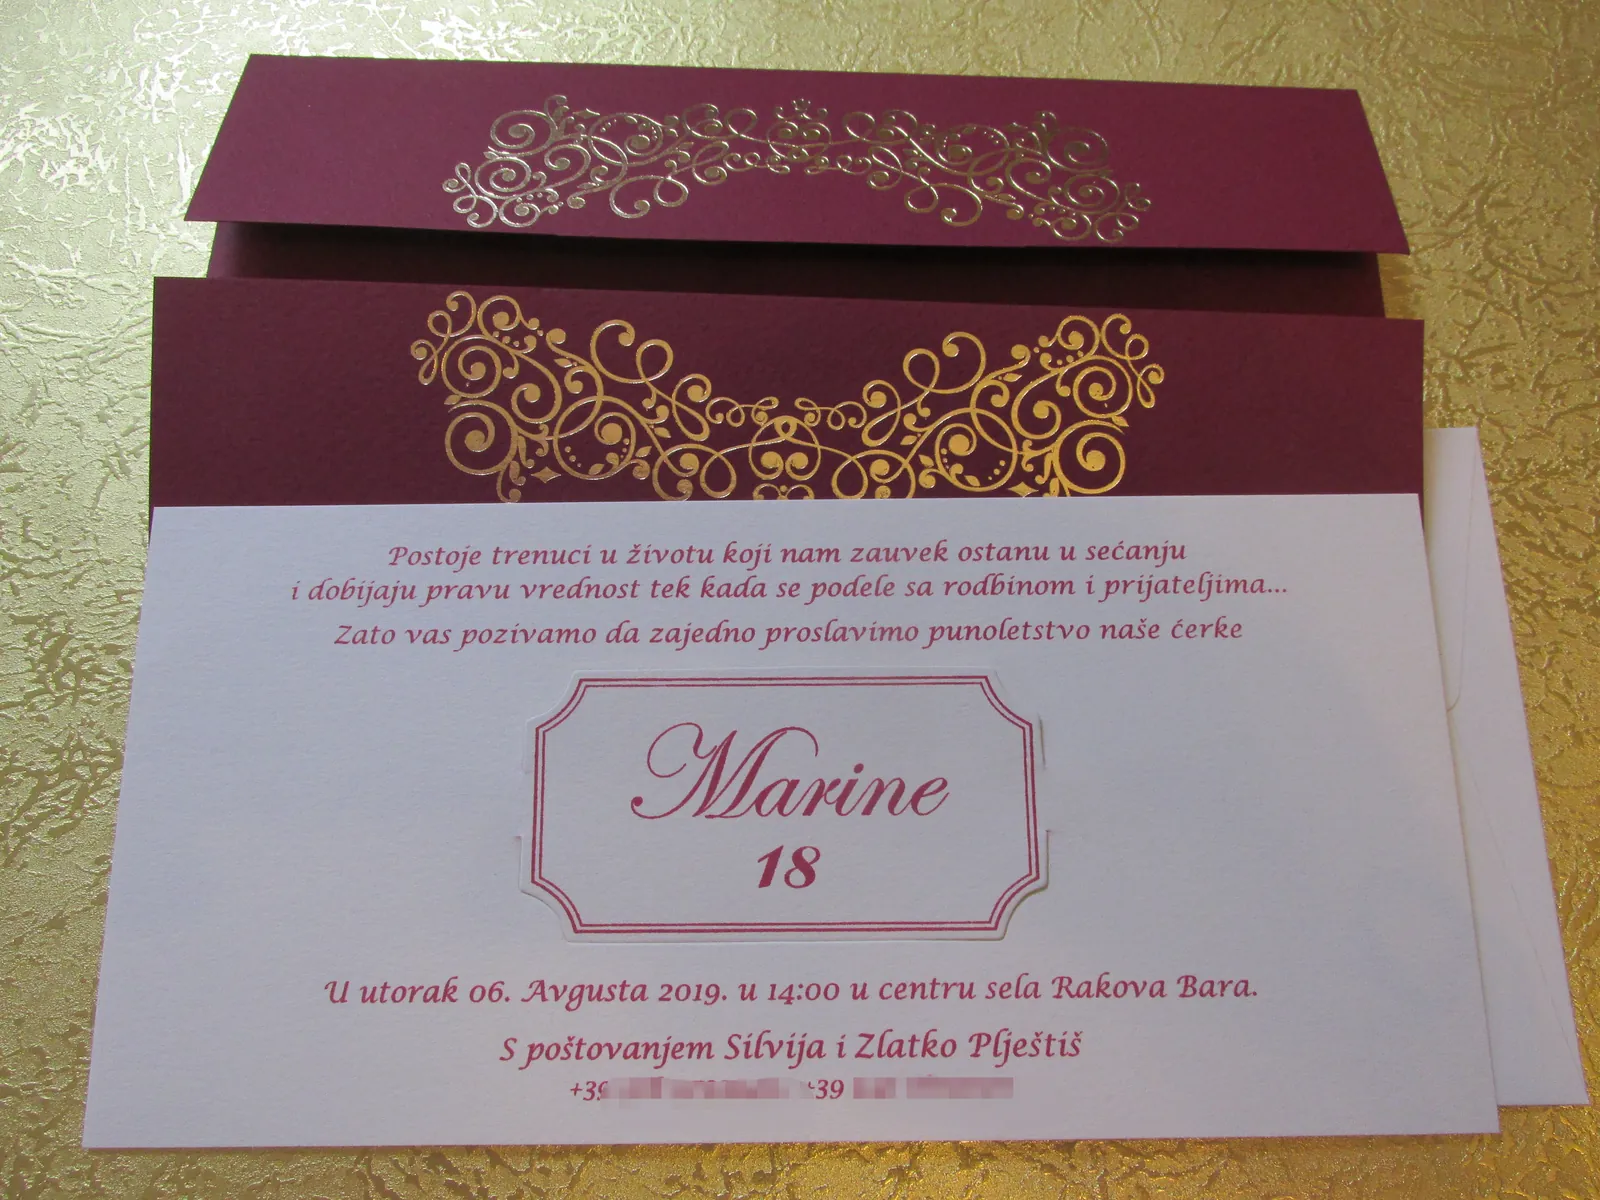 Postoje trenuci u životu koji nam zauvek ostanu u sećanju
i dobijaju pravu vrednost tek kada se podele sa rodbinom i prijateljima...
Zato vas pozivamo da zajedno proslavimo punoletstvo naše ćerke
Marine
18
U utorak 06. Avgusta 2019. u 14:00 u centru sela Rakova Bara.
S poštovanjem Silvija i Zlatko Plještiš
+39 +39